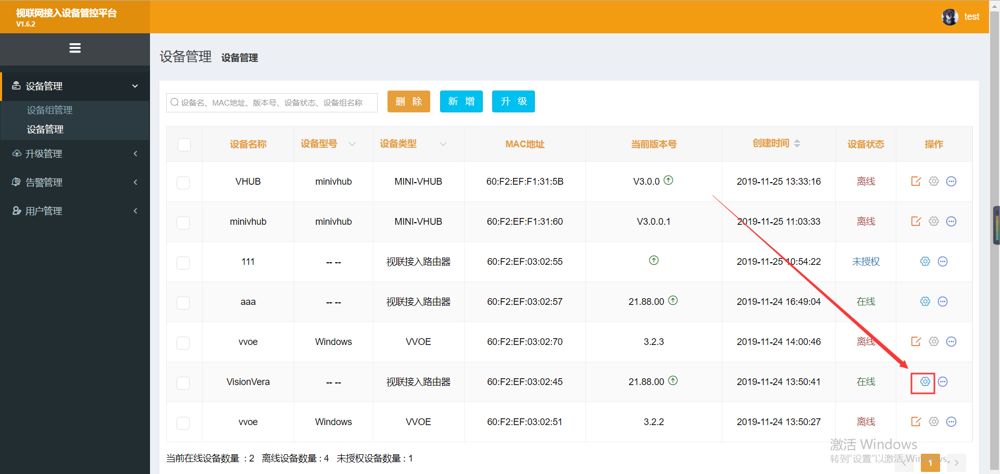 视联网接入设备管控平台
V1.6.2
test
设备管理
设备组管理
设备管理
升级管理
告警管理
用户管理
设备管理 设备管理
设备名、MAC地址、版本号、设备状态、设备组名称 删 除 新 增 升 级
设备名称 设备型号 设备类型 MAC地址 当前版本号 创建时间 设备状态 操作
VHUB minivhub MINI-VHUB 60:F2:EF:F1:31:5B V3.0.0 2019-11-25 13:33:16 离线
minivhub minivhub MINI-VHUB 60:F2:EF:F1:31:60 V3.0.0.1 2019-11-25 11:03:33 离线
111 -- -- 视联接入路由器 60:F2:EF:03:02:55 2019-11-25 10:54:22 未授权
aaa -- -- 视联接入路由器 60:F2:EF:03:02:57 21.88.00 2019-11-24 16:49:04 在线
vvoe Windows VVOE 60:F2:EF:03:02:70 3.2.3 2019-11-24 14:00:46 离线
VisionVera -- -- 视联接入路由器 60:F2:EF:03:02:45 21.88.00 2019-11-24 13:50:41 在线
vvoe Windows VVOE 60:F2:EF:03:02:51 3.2.2 2019-11-24 13:50:27 离线
当前在线设备数量 : 2 离线设备数量 : 4 未授权设备数量 : 1
激活 Windows
转到“设置”以激活 Windows。
1